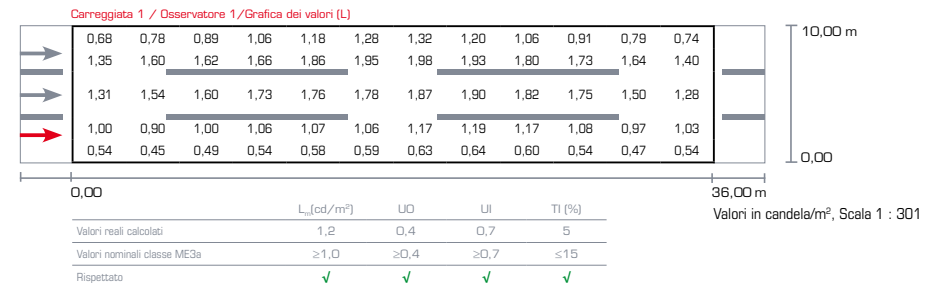 Carreggiata 1 / Osservatore 1/Grafica dei valori (L)
0,68 0,78 0,89 1,06 1,18 1,28 1,32 1,20 1,06 0,91 0,79 0,74
10,00 m
1,35 1,60 1,62 1,66 1,86 1,95 1,98 1,93 1,80 1,73 1,64 1,40
1,31 1,54 1,60 1,73 1,76 1,78 1,87 1,90 1,82 1,75 1,50 1,28
1,00 0,90 1,00 1,06 1,07 1,06 1,17 1,19 1,17 1,08 0,97 1,03
0,54 0,45 0,49 0,54 0,58 0,59 0,63 0,64 0,60 0,54 0,47 0,54
0,00
0,00 36,00 m
Valori in candela/m², Scala 1 : 301
Lm(cd/m²) UO UI TI (%)
Valori reali calcolati 1,2 0,4 0,7 5
Valori nominali classe ME3a ≥1,0 ≥0,4 ≥0,7 ≤15
Rispettato √ √ √ √